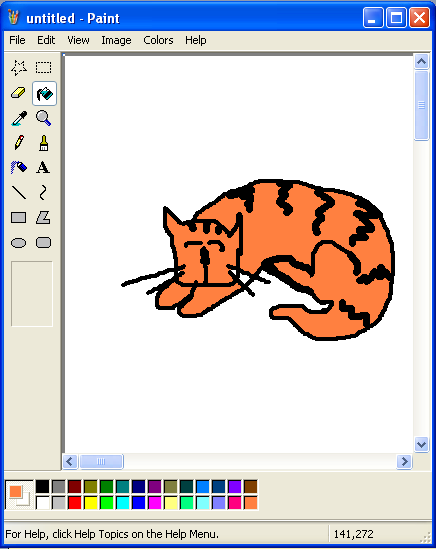 untitled - Paint
File Edit View Image Colors Help
A
For Help, click Help Topics on the Help Menu. 141,272